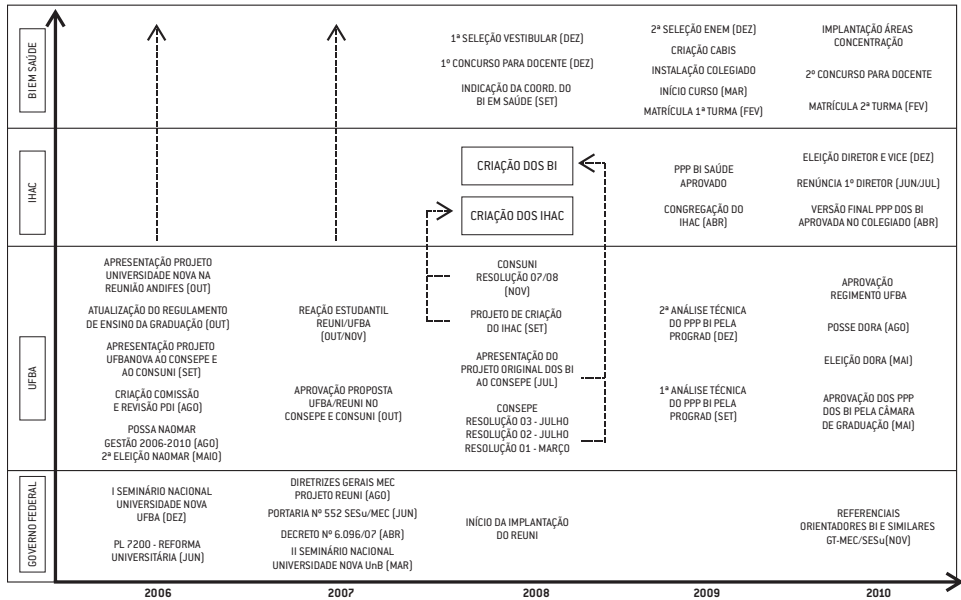 BI EM SAÚDE
1ª SELEÇÃO VESTIBULAR (DEZ)
1º CONCURSO PARA DOCENTE (DEZ)
INDICAÇÃO DA COORD. DO
BI EM SAÚDE (SET)
2ª SELEÇÃO ENEM (DEZ)
CRIAÇÃO CABIS
INSTALAÇÃO COLEGIADO
INÍCIO CURSO (MAR)
MATRÍCULA 1ª TURMA (FEV)
IMPLANTAÇÃO ÁREAS
CONCENTRAÇÃO
2º CONCURSO PARA DOCENTE
MATRÍCULA 2ª TURMA (FEV)
IHAC
CRIAÇÃO DOS BI
CRIAÇÃO DOS IHAC
PPP BI SAÚDE
APROVADO
CONGREGAÇÃO DO
IHAC (ABR)
ELEIÇÃO DIRETOR E VICE (DEZ)
RENÚNCIA 1º DIRETOR (JUN/JUL)
VERSÃO FINAL PPP DOS BI
APROVADA NO COLEGIADO (ABR)
UFBA
APRESENTAÇÃO PROJETO
UNIVERSIDADE NOVA NA
REUNIÃO ANDIFES (OUT)
ATUALIZAÇÃO DO REGULAMENTO
DE ENSINO DA GRADUAÇÃO (OUT)
APRESENTAÇÃO PROJETO
UFBANOVA AO CONSEPE E
AO CONSUNI (SET)
CRIAÇÃO COMISSÃO
E REVISÃO PDI (AGO)
POSSA NAOMAR
GESTÃO 2006-2010 (AGO)
2ª ELEIÇÃO NAOMAR (MAIO)
REAÇÃO ESTUDANTIL
REUNI/UFBA
(OUT/NOV)
APROVAÇÃO PROPOSTA
UFBA/REUNI NO
CONSEPE E CONSUNI (OUT)
CONSUNI
RESOLUÇÃO 07/08
(NOV)
PROJETO DE CRIAÇÃO
DO IHAC (SET)
APRESENTAÇÃO DO
PROJETO ORIGINAL DOS BI
AO CONSEPE (JUL)
CONSEPE
RESOLUÇÃO 03 - JULHO
RESOLUÇÃO 02 - JULHO
RESOLUÇÃO 01 - MARÇO
2ª ANÁLISE TÉCNICA
DO PPP BI PELA
PROGRAD (DEZ)
1ª ANÁLISE TÉCNICA
DO PPP BI PELA
PROGRAD (SET)
APROVAÇÃO
REGIMENTO UFBA
POSSE DORA (AGO)
ELEIÇÃO DORA (MAI)
APROVAÇÃO DOS PPP
DOS BI PELA CÂMARA
DE GRADUAÇÃO (MAI)
GOVERNO FEDERAL
I SEMINÁRIO NACIONAL
UNIVERSIDADE NOVA
UFBA (DEZ)
PL 7200 - REFORMA
UNIVERSITÁRIA (JUN)
DIRETRIZES GERAIS MEC
PROJETO REUNI (AGO)
PORTARIA Nº 552 SESu/MEC (JUN)
DECRETO Nº 6.096/07 (ABR)
II SEMINÁRIO NACIONAL
UNIVERSIDADE NOVA UnB (MAR)
INÍCIO DA IMPLANTAÇÃO
DO REUNI
REFERENCIAIS
ORIENTADORES BI E SIMILARES
GT-MEC/SESu(NOV)
2006
2007
2008
2009
2010